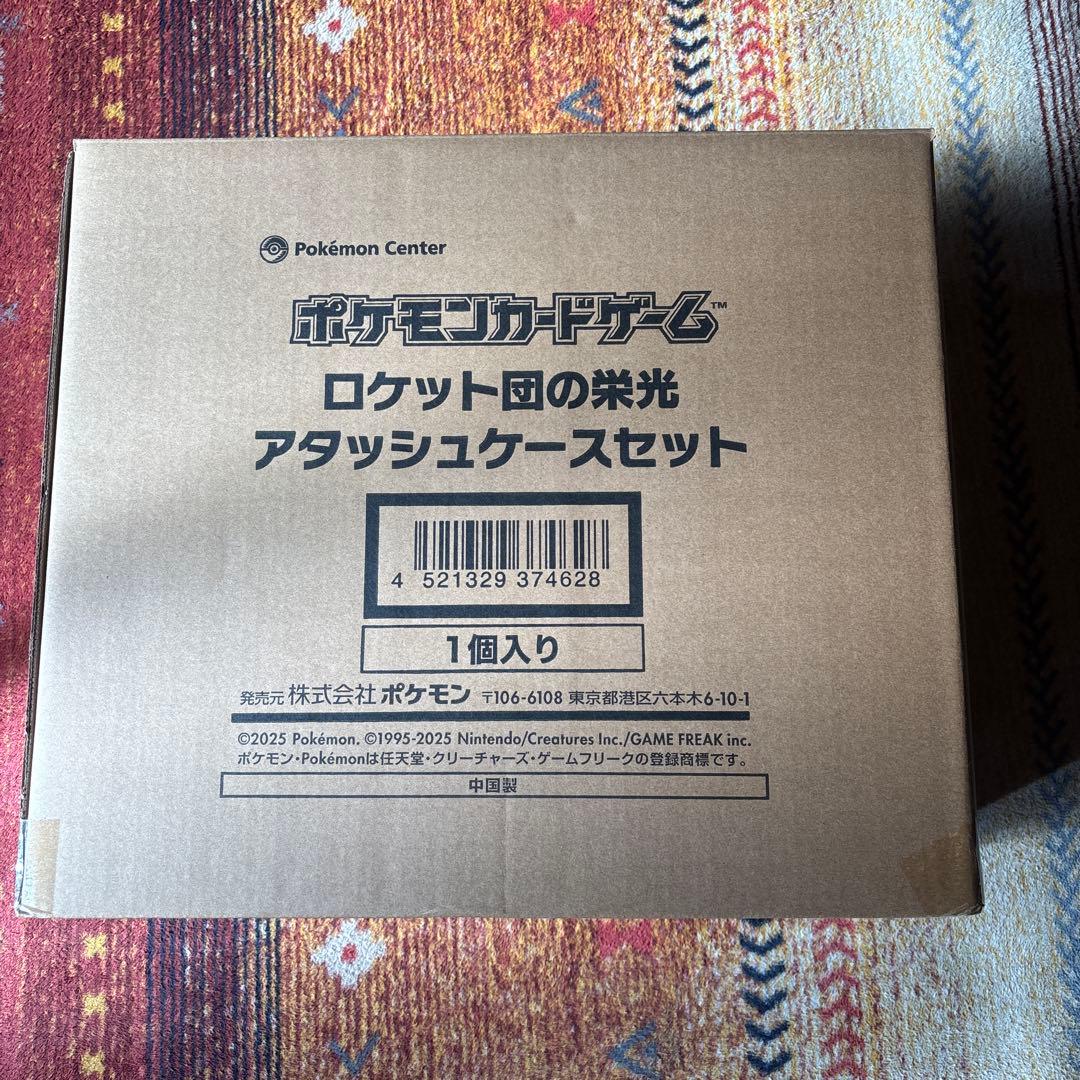 Pokémon Center
ポケモンカードゲーム™
ロケット団の栄光
アタッシュケースセット
4 521329 374628
1個入り
発売元 株式会社 ポケモン 〒106-6108 東京都港区六本木6-10-1
©2025 Pokémon. ©1995-2025 Nintendo/Creatures Inc./GAME FREAK inc.
ポケモン・Pokémonは任天堂・クリーチャーズ・ゲームフリークの登録商標です。
中国製